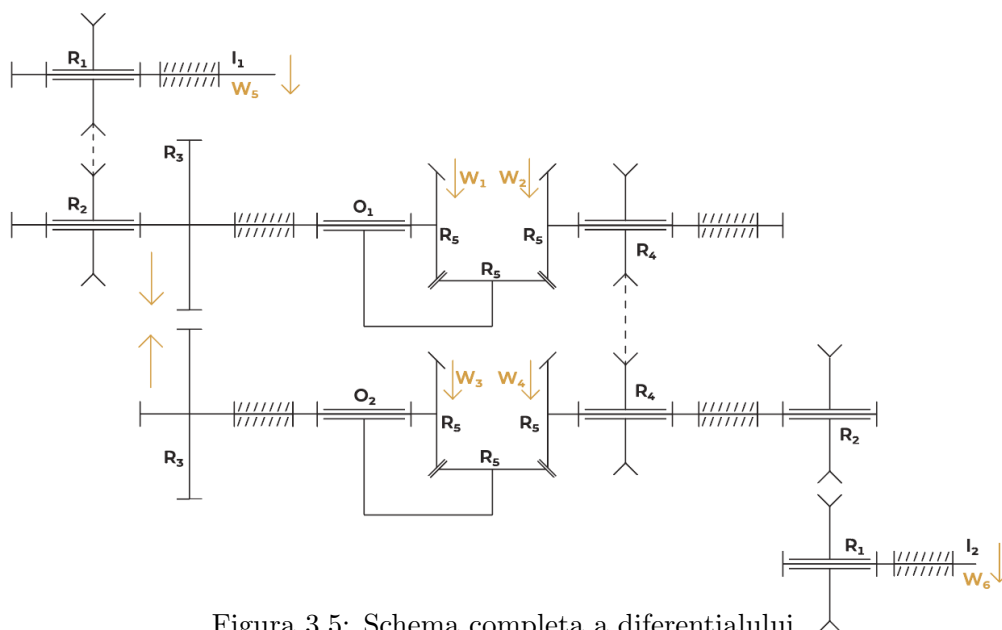 R₁ I₁
W₅
R₃
W₁ W₂
R₂ O₁
R₅ R₅
R₄
R₅
W₃ W₄
O₂ R₄
R₅ R₅
R₂
R₃ R₅
R₁ I₂
W₆
Figura 3.5: Schema completa a diferentialului